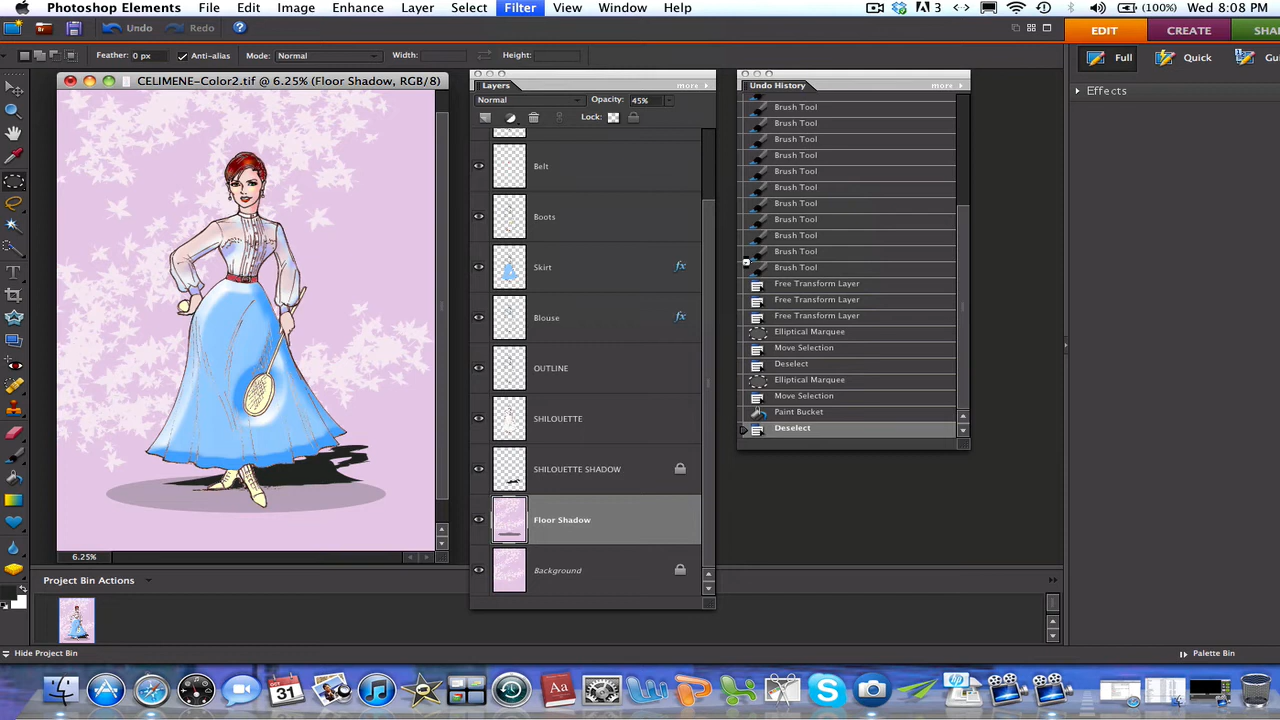 Photoshop Elements File Edit Image Enhance Layer Select Filter View Window Help 3 (100%) Wed 8:08 PM
Undo Redo EDIT CREATE SHA
Feather: 0 px Anti-alias Mode: Normal Width: Height: Full Quick Gui
CELIMENE-Color2.tif @ 6.25% (Floor Shadow, RGB/8)
Layers more
Normal Opacity: 45%
Lock:
Belt
Boots
Skirt fx
Blouse fx
OUTLINE
SHILOUETTE
SHILOUETTE SHADOW
Floor Shadow
Background
Undo History more
Brush Tool
Brush Tool
Brush Tool
Brush Tool
Brush Tool
Brush Tool
Brush Tool
Brush Tool
Brush Tool
Brush Tool
Brush Tool
Free Transform Layer
Free Transform Layer
Free Transform Layer
Elliptical Marquee
Move Selection
Deselect
Elliptical Marquee
Move Selection
Paint Bucket
Deselect
Effects
6.25%
Project Bin Actions
Hide Project Bin Palette Bin
OCT
31
Aa